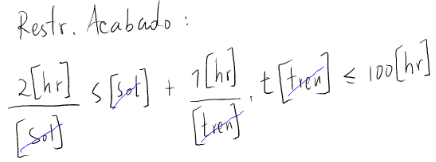 Restr. Acabado :
2[hr]/[sol] s [sol] + 1[hr]/[tren] . t [tren] ≤ 100 [hr]